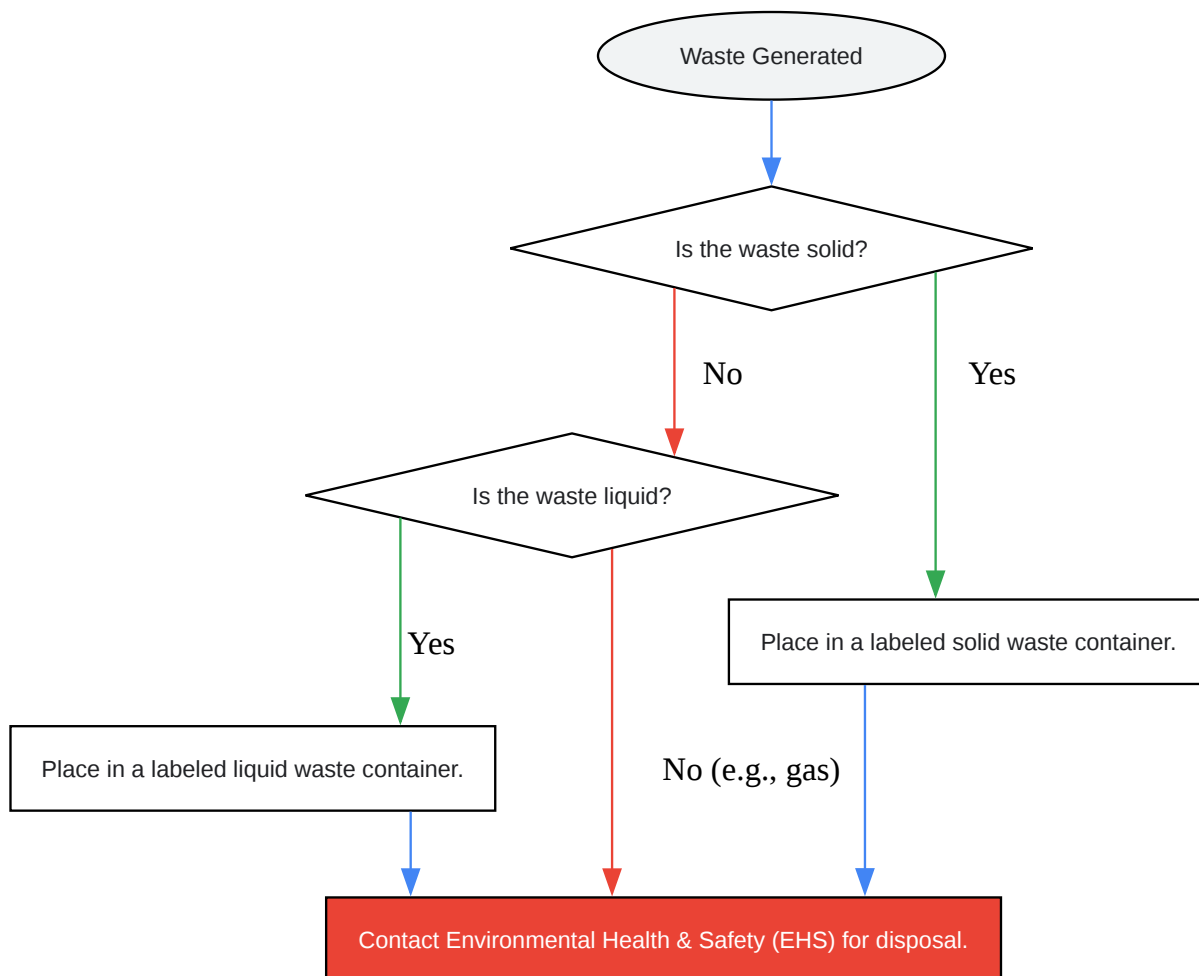 Waste Generated
Is the waste solid?
No
Yes
Is the waste liquid?
Yes
Place in a labeled solid waste container.
Place in a labeled liquid waste container.
No (e.g., gas)
Contact Environmental Health & Safety (EHS) for disposal.